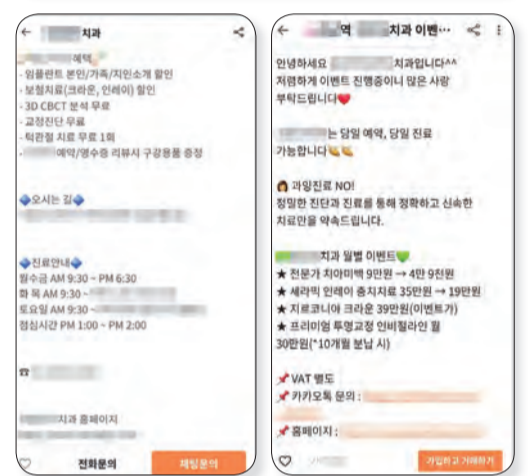 치과
혜택
- 임플란트 본인/가족/지인소개 할인
- 보철치료(크라운, 인레이) 할인
- 3D CBCT 분석 무료
- 교정진단 무료
- 턱관절 치료 무료 1회
- 예약/영수증 리뷰시 구강용품 증정
🔷오시는 길🔷
🔷진료안내🔷
월수금 AM 9:30 ~ PM 6:30
화 목 AM 9:30 ~
토요일 AM 9:30 ~
점심시간 PM 1:00 ~ PM 2:00
☎
치과 홈페이지
전화문의
채팅문의
역 치과 이벤…
안녕하세요 치과입니다^^
저렴하게 이벤트 진행중이니 많은 사랑
부탁드립니다❤️
는 당일 예약, 당일 진료
가능합니다
과잉진료 NO!
정밀한 진단과 진료를 통해 정확하고 신속한
치료만을 약속드립니다.
치과 월별 이벤트💚
★ 전문가 치아미백 9만원 → 4만 9천원
★ 세라믹 인레이 충치치료 35만원 → 19만원
★ 지르코니아 크라운 39만원(이벤트가)
★ 프리미엄 투명교정 인비절라인 월
30만원(*10개월 분납 시)
📌 VAT 별도
📌 카카오톡 문의 :
📌 홈페이지 :
가입하고 거래하기